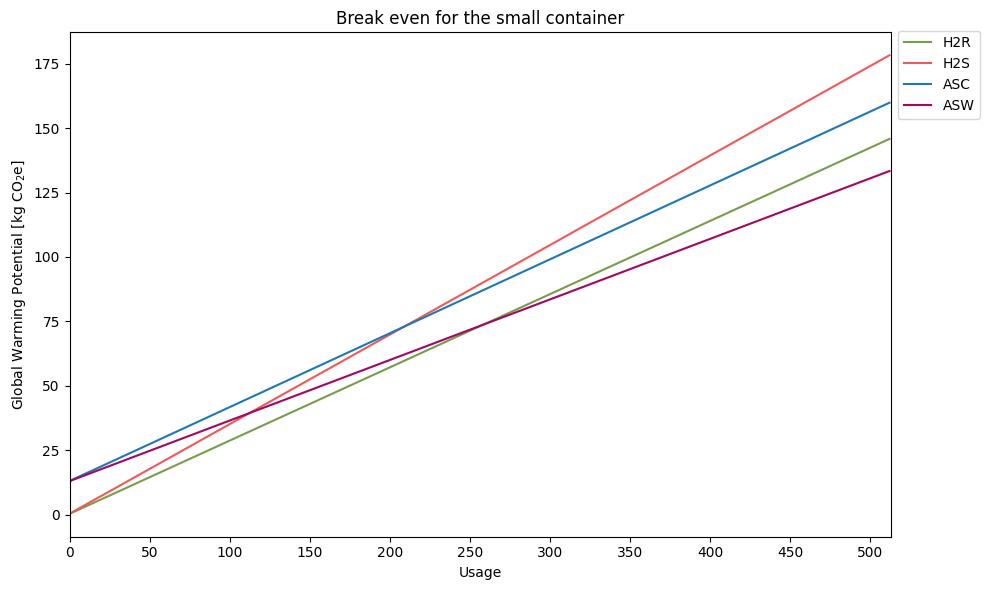 Break even for the small container
H2R
H2S
ASC
ASW
Global Warming Potential [kg CO₂e]
175
150
125
100
75
50
25
0
0 50 100 150 200 250 300 350 400 450 500
Usage